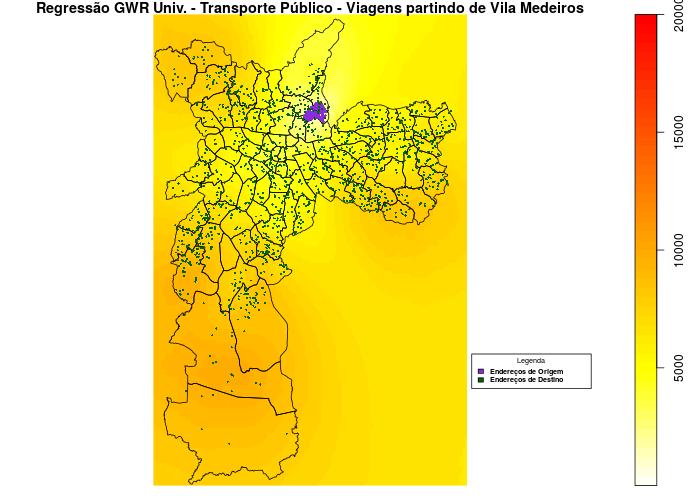 Regressão GWR Univ. - Transporte Público - Viagens partindo de Vila Medeiros
20000
15000
10000
5000
Legenda
Endereços de Origem
Endereços de Destino